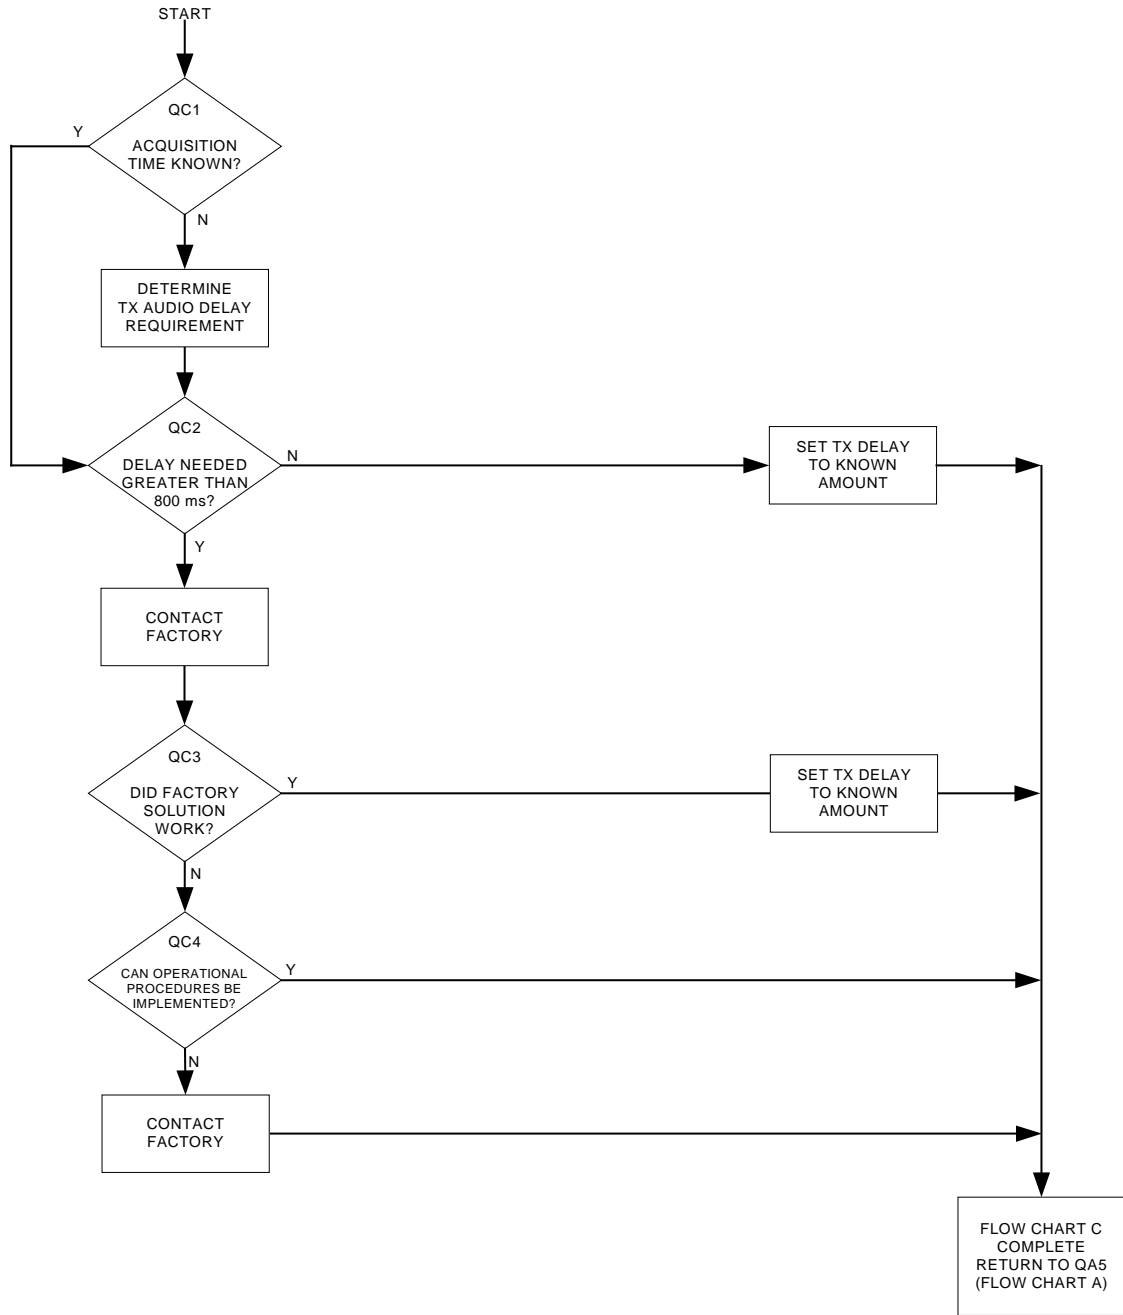 START
QC1
Y
ACQUISITION
TIME KNOWN?
N
DETERMINE
TX AUDIO DELAY
REQUIREMENT
QC2
DELAY NEEDED
GREATER THAN
800 ms?
N
SET TX DELAY
TO KNOWN
AMOUNT
Y
CONTACT
FACTORY
QC3
DID FACTORY
SOLUTION
WORK?
Y
SET TX DELAY
TO KNOWN
AMOUNT
N
QC4
CAN OPERATIONAL
PROCEDURES BE
IMPLEMENTED?
Y
N
CONTACT
FACTORY
FLOW CHART C
COMPLETE
RETURN TO QA5
(FLOW CHART A)